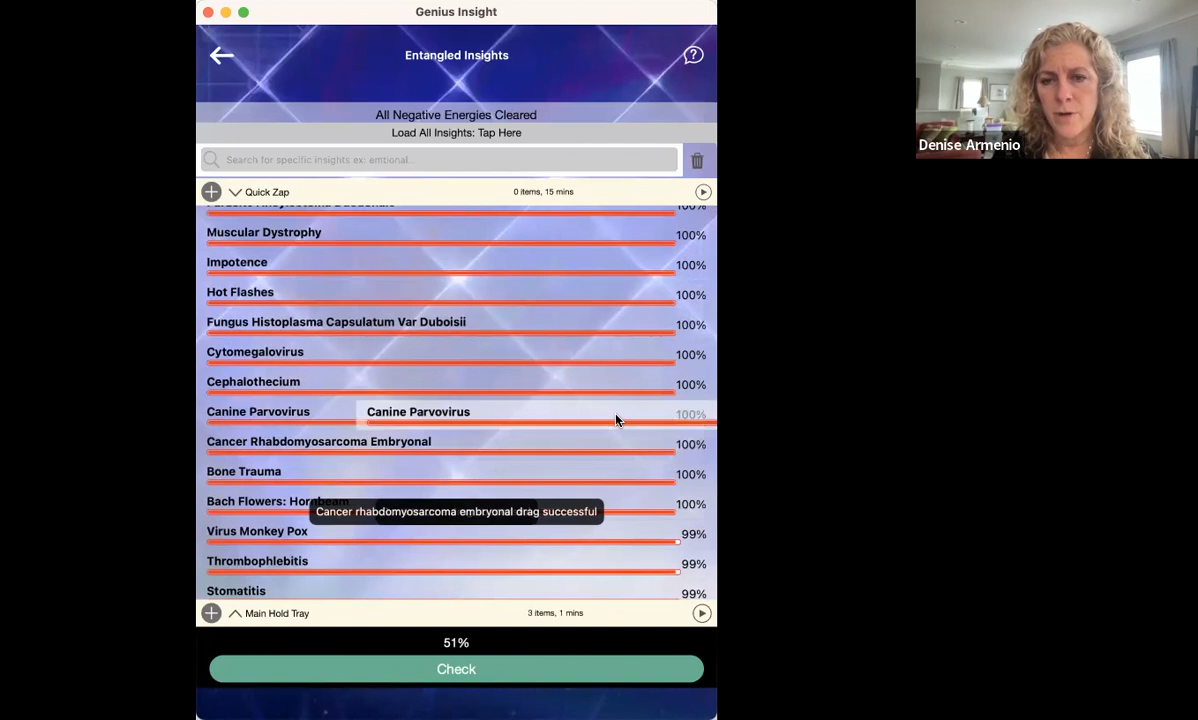 Genius Insight
Entangled Insights
All Negative Energies Cleared
Load All Insights: Tap Here
Search for specific insights ex: emtional...
Quick Zap 0 items, 15 mins
100%
Muscular Dystrophy 100%
Impotence 100%
Hot Flashes 100%
Fungus Histoplasma Capsulatum Var Duboisii 100%
Cytomegalovirus 100%
Cephalothecium 100%
Canine Parvovirus Canine Parvovirus 100%
Cancer Rhabdomyosarcoma Embryonal 100%
Bone Trauma 100%
Bach Flowers: Hornbeam 100%
Cancer rhabdomyosarcoma embryonal drag successful
Virus Monkey Pox 99%
Thrombophlebitis 99%
Stomatitis 99%
Main Hold Tray 3 items, 1 mins
51%
Check
Denise Armenio